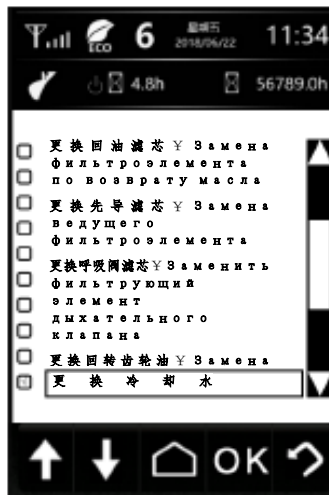 ECO 6 星期五 11:34
2018/06/22
4.8h 56789.0h
更换回油滤芯¥Замена
фильтроэлемента
по возврату масла
更换先导滤芯¥Замена
ведущего
фильтроэлемента
更换呼吸阀滤芯¥Заменить
фильтрующий
элемент
дыхательного
клапана
更换回转齿轮油¥Замена
更换冷却水
OK